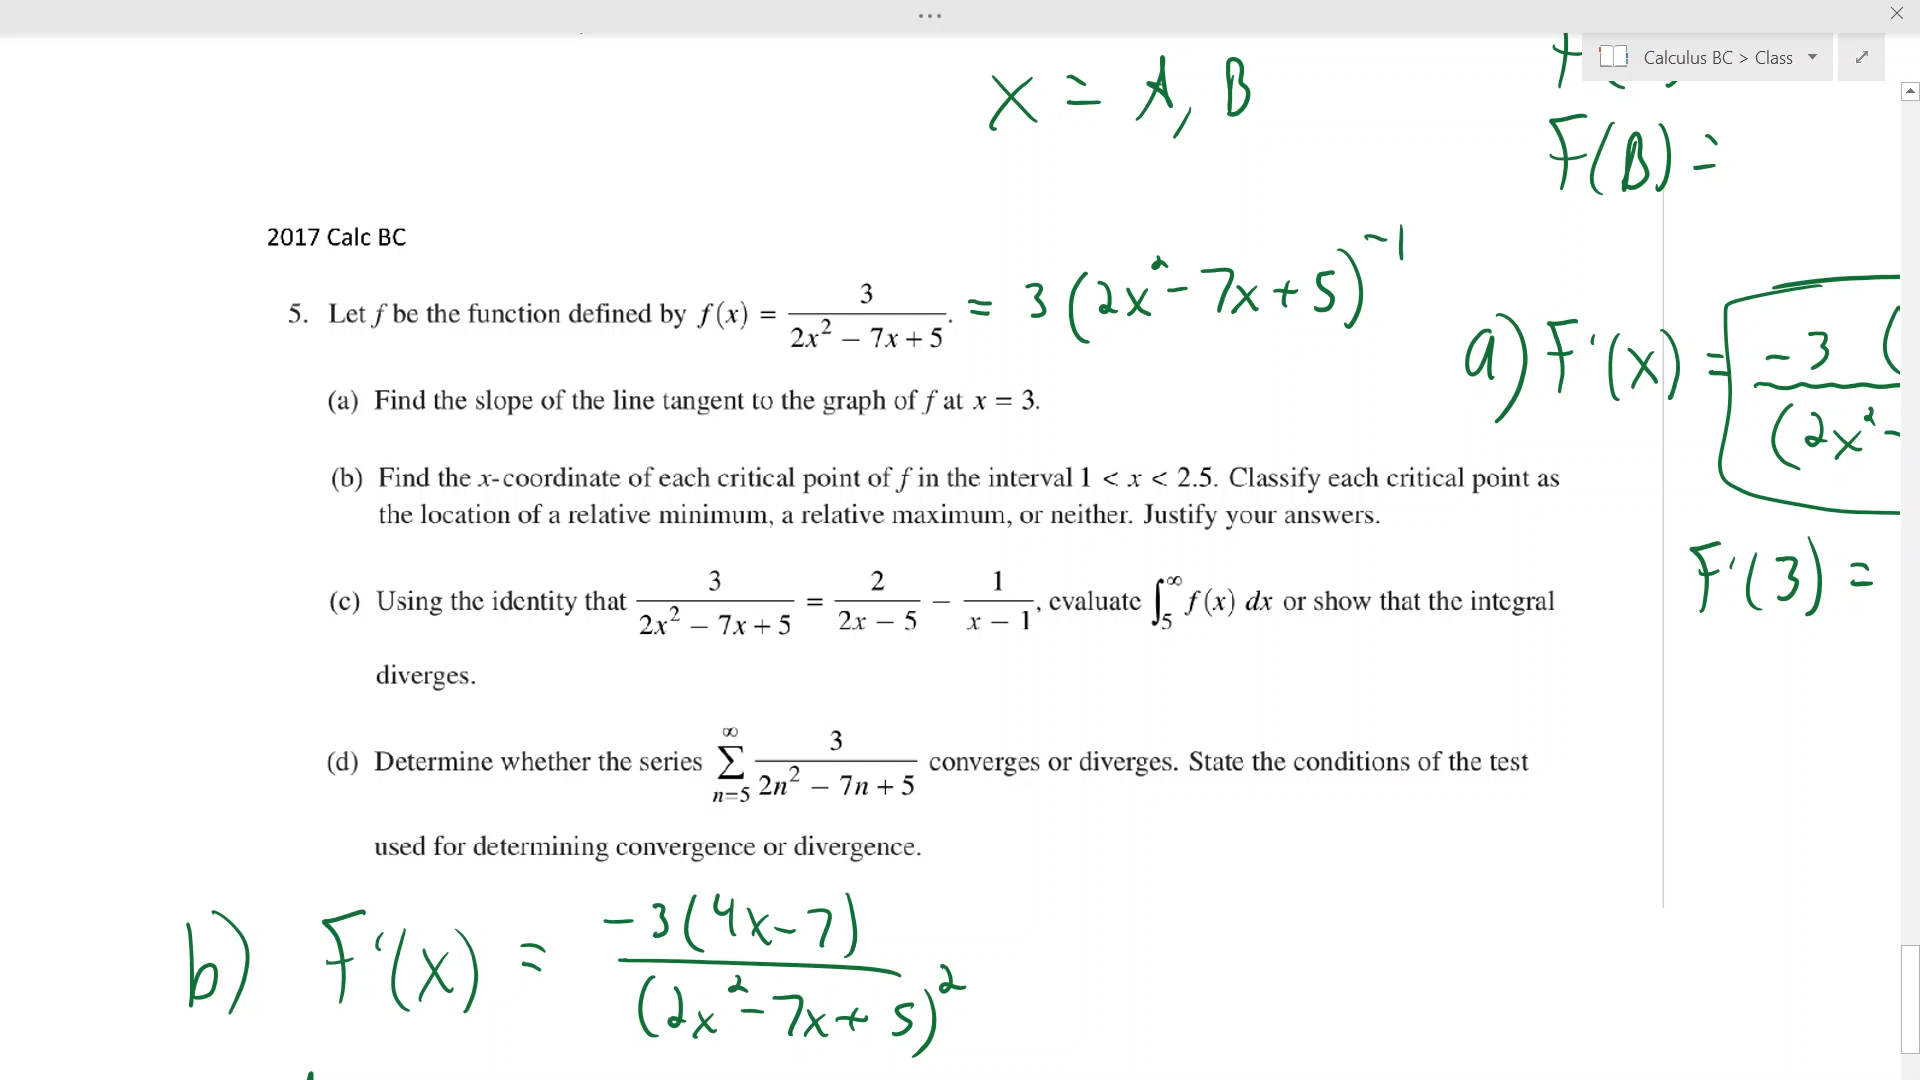 Calculus BC > Class
x = A, B
F(B) =
2017 Calc BC
5. Let f be the function defined by f(x) = 3 / (2x² − 7x + 5). = 3(2x² - 7x + 5)⁻¹
a) F'(x) = -3 ( / (2x² -
(a) Find the slope of the line tangent to the graph of f at x = 3.
(b) Find the x-coordinate of each critical point of f in the interval 1 < x < 2.5. Classify each critical point as
the location of a relative minimum, a relative maximum, or neither. Justify your answers.
F'(3) =
(c) Using the identity that 3 / (2x² − 7x + 5) = 2 / (2x − 5) − 1 / (x − 1), evaluate ∫₅^∞ f(x) dx or show that the integral
diverges.
(d) Determine whether the series ∑_{n=5}^∞ 3 / (2n² − 7n + 5) converges or diverges. State the conditions of the test
used for determining convergence or divergence.
b) F'(x) = -3(4x-7) / (2x² - 7x + 5)²